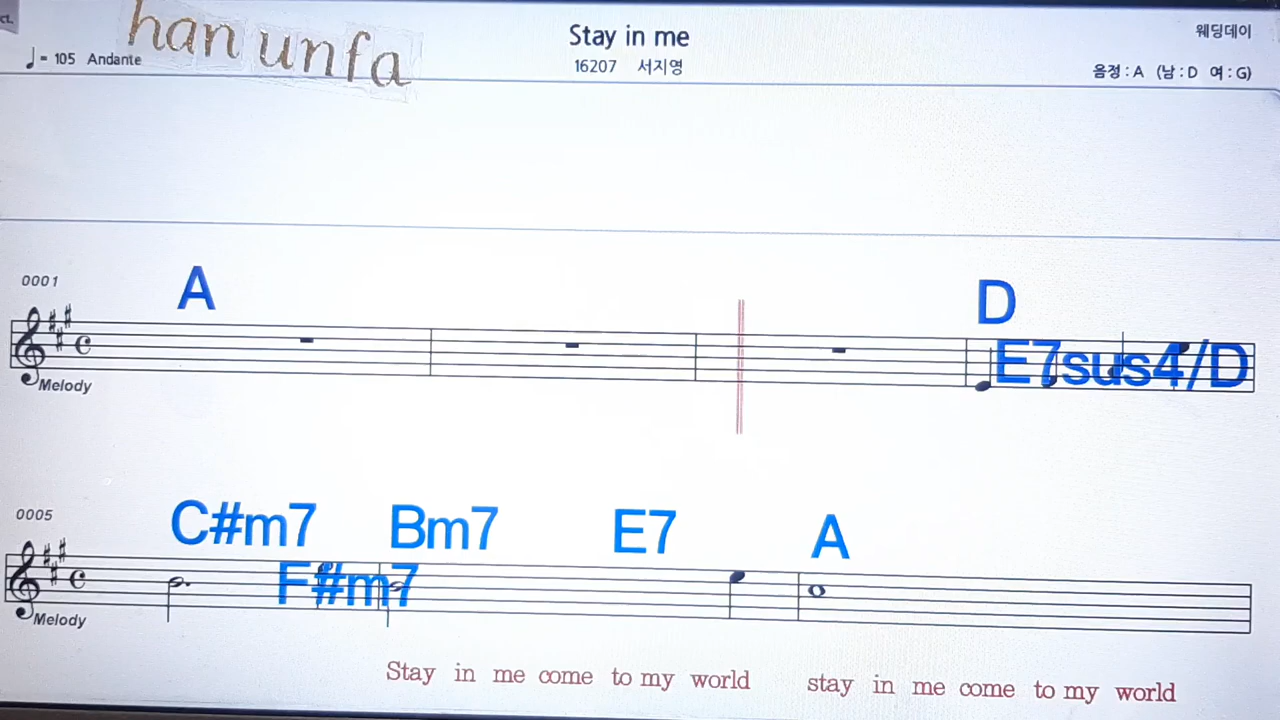 ct.
han unfa
Stay in me
웨딩데이
♩= 105 Andante
16207 서지영
음정 : A (남 : D 여 : G)
0001
A
D
E7sus4/D
Melody
0005
C#m7
Bm7
E7
A
F#m7
Melody
Stay in me come to my world stay in me come to my world